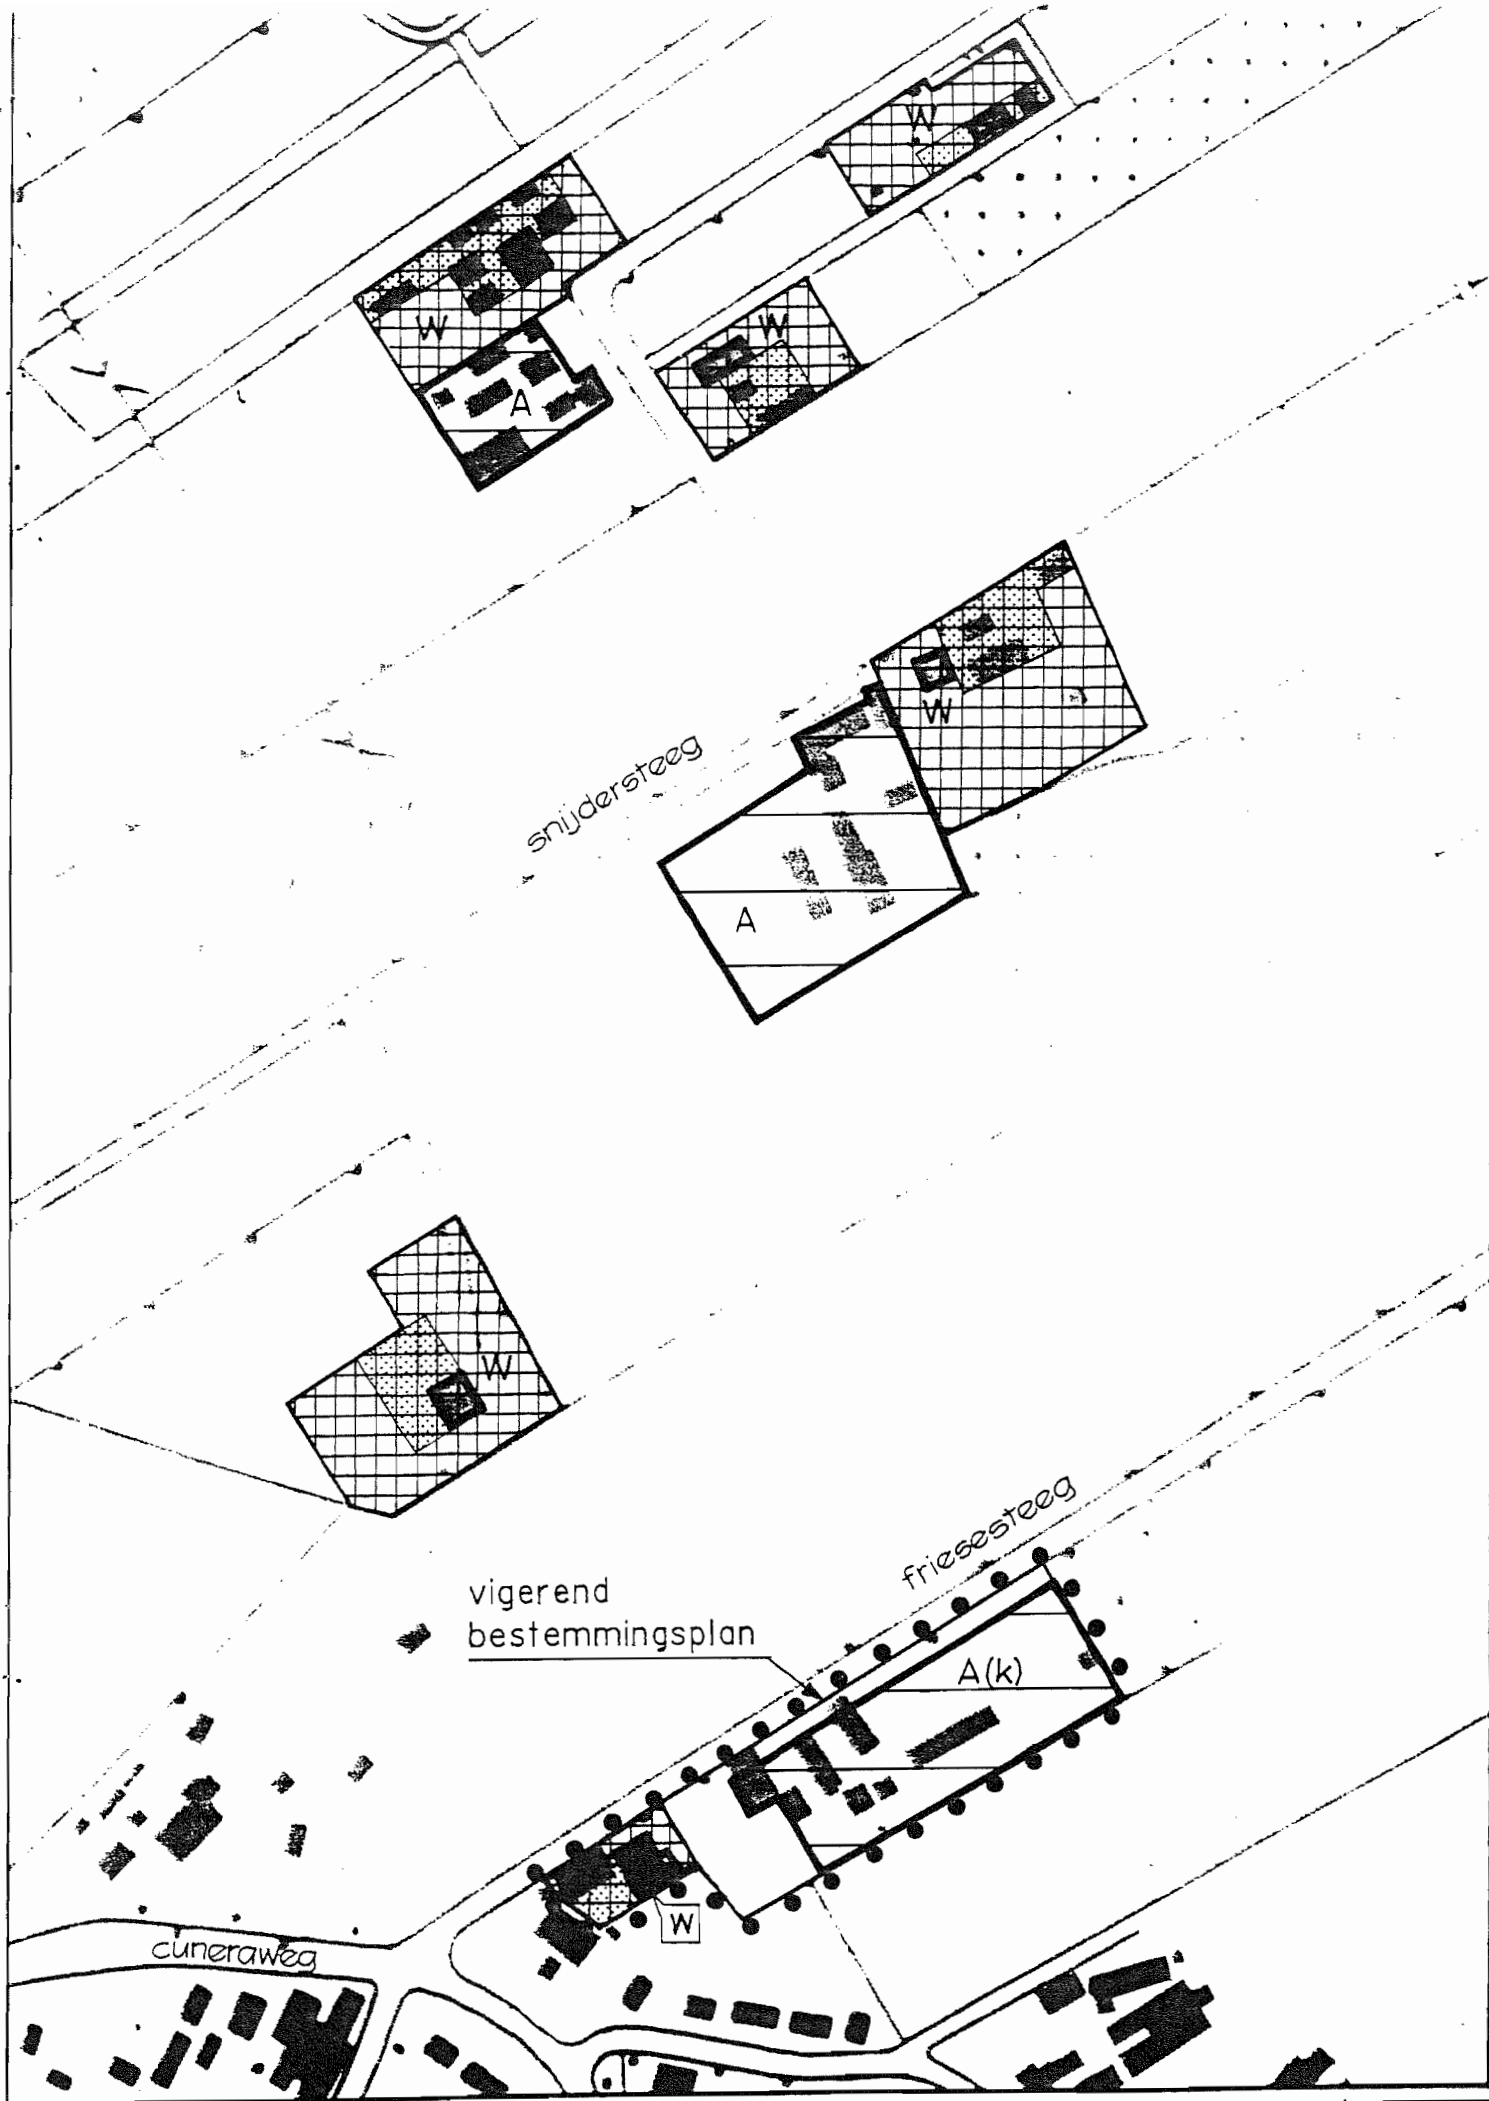 W
W
W
A
W
snijdersteeg
A
W
friesesteeg
vigerend
bestemmingsplan
A(k)
W
cuneraweg